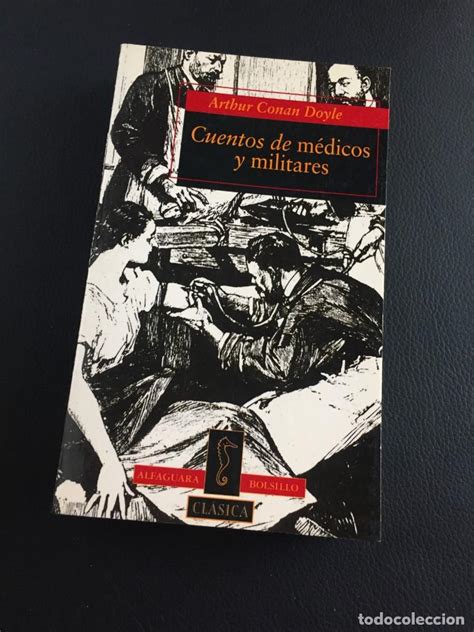 Arthur Conan Doyle
Cuentos de médicos
y militares
ALFAGUARA BOLSILLO
CLÁSICA
todocoleccion